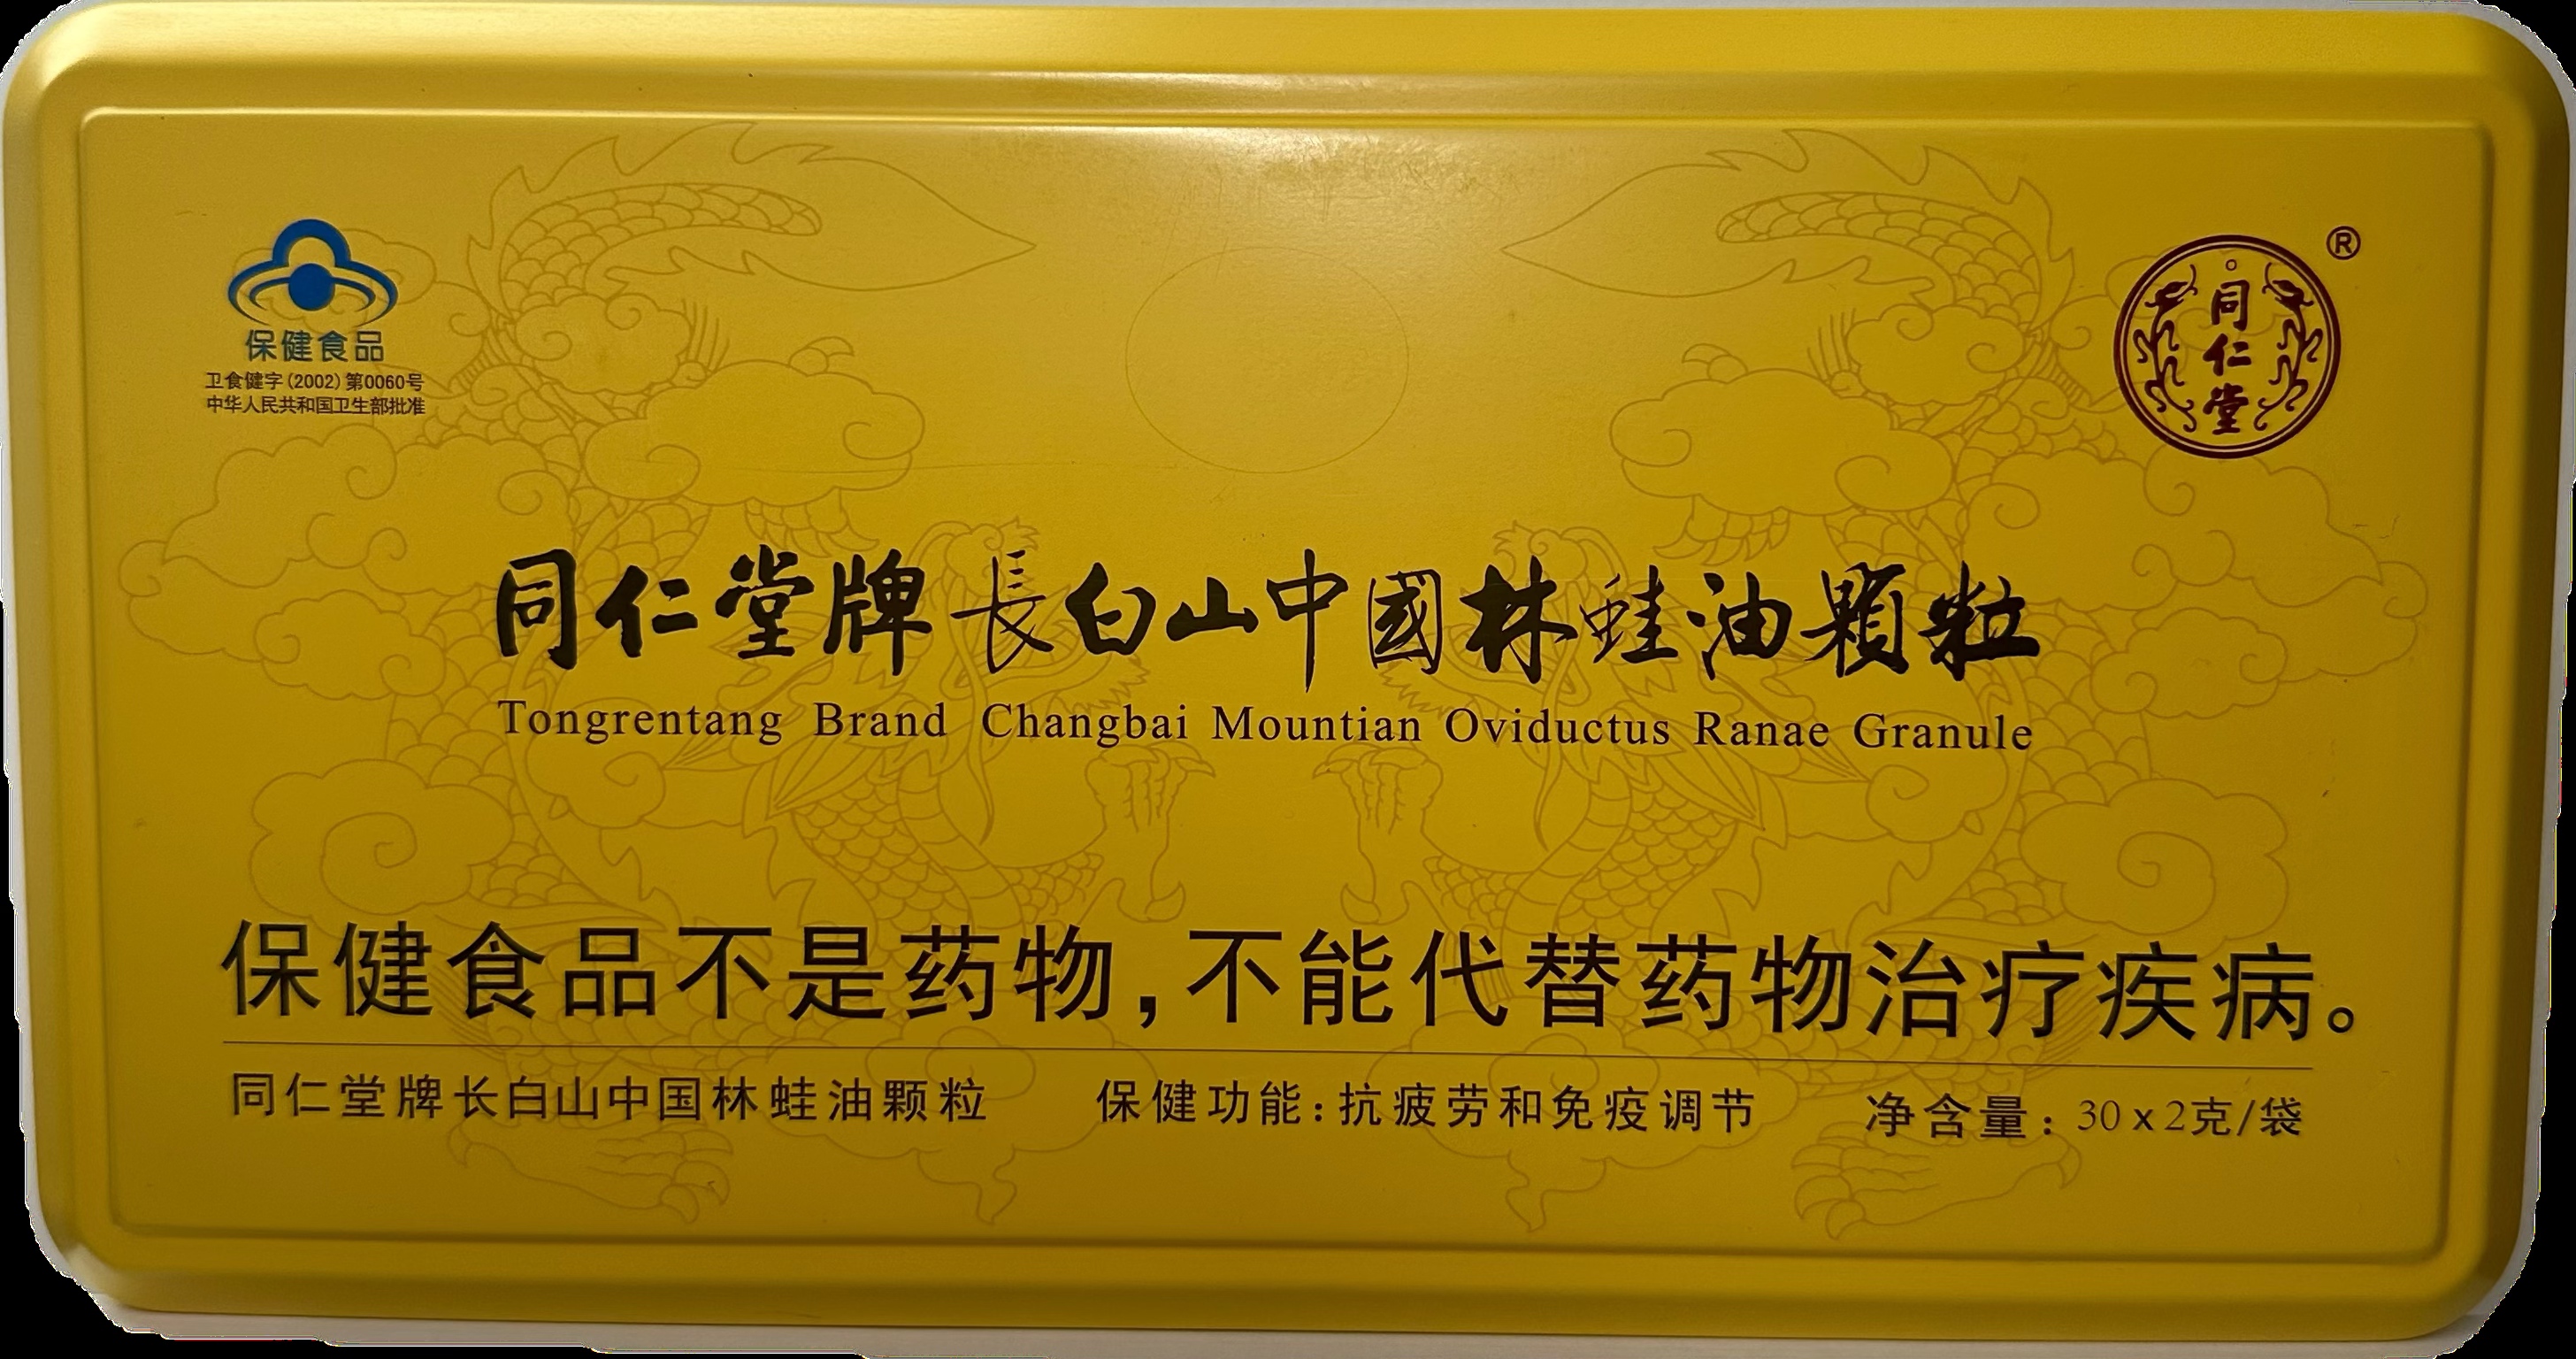 保健食品
卫食健字(2002)第0060号
中华人民共和国卫生部批准
同仁堂
®
同仁堂牌長白山中國林蛙油顆粒
Tongrentang Brand Changbai Mountian Oviductus Ranae Granule
保健食品不是药物,不能代替药物治疗疾病。
同仁堂牌长白山中国林蛙油颗粒 保健功能:抗疲劳和免疫调节 净含量:30x2克/袋